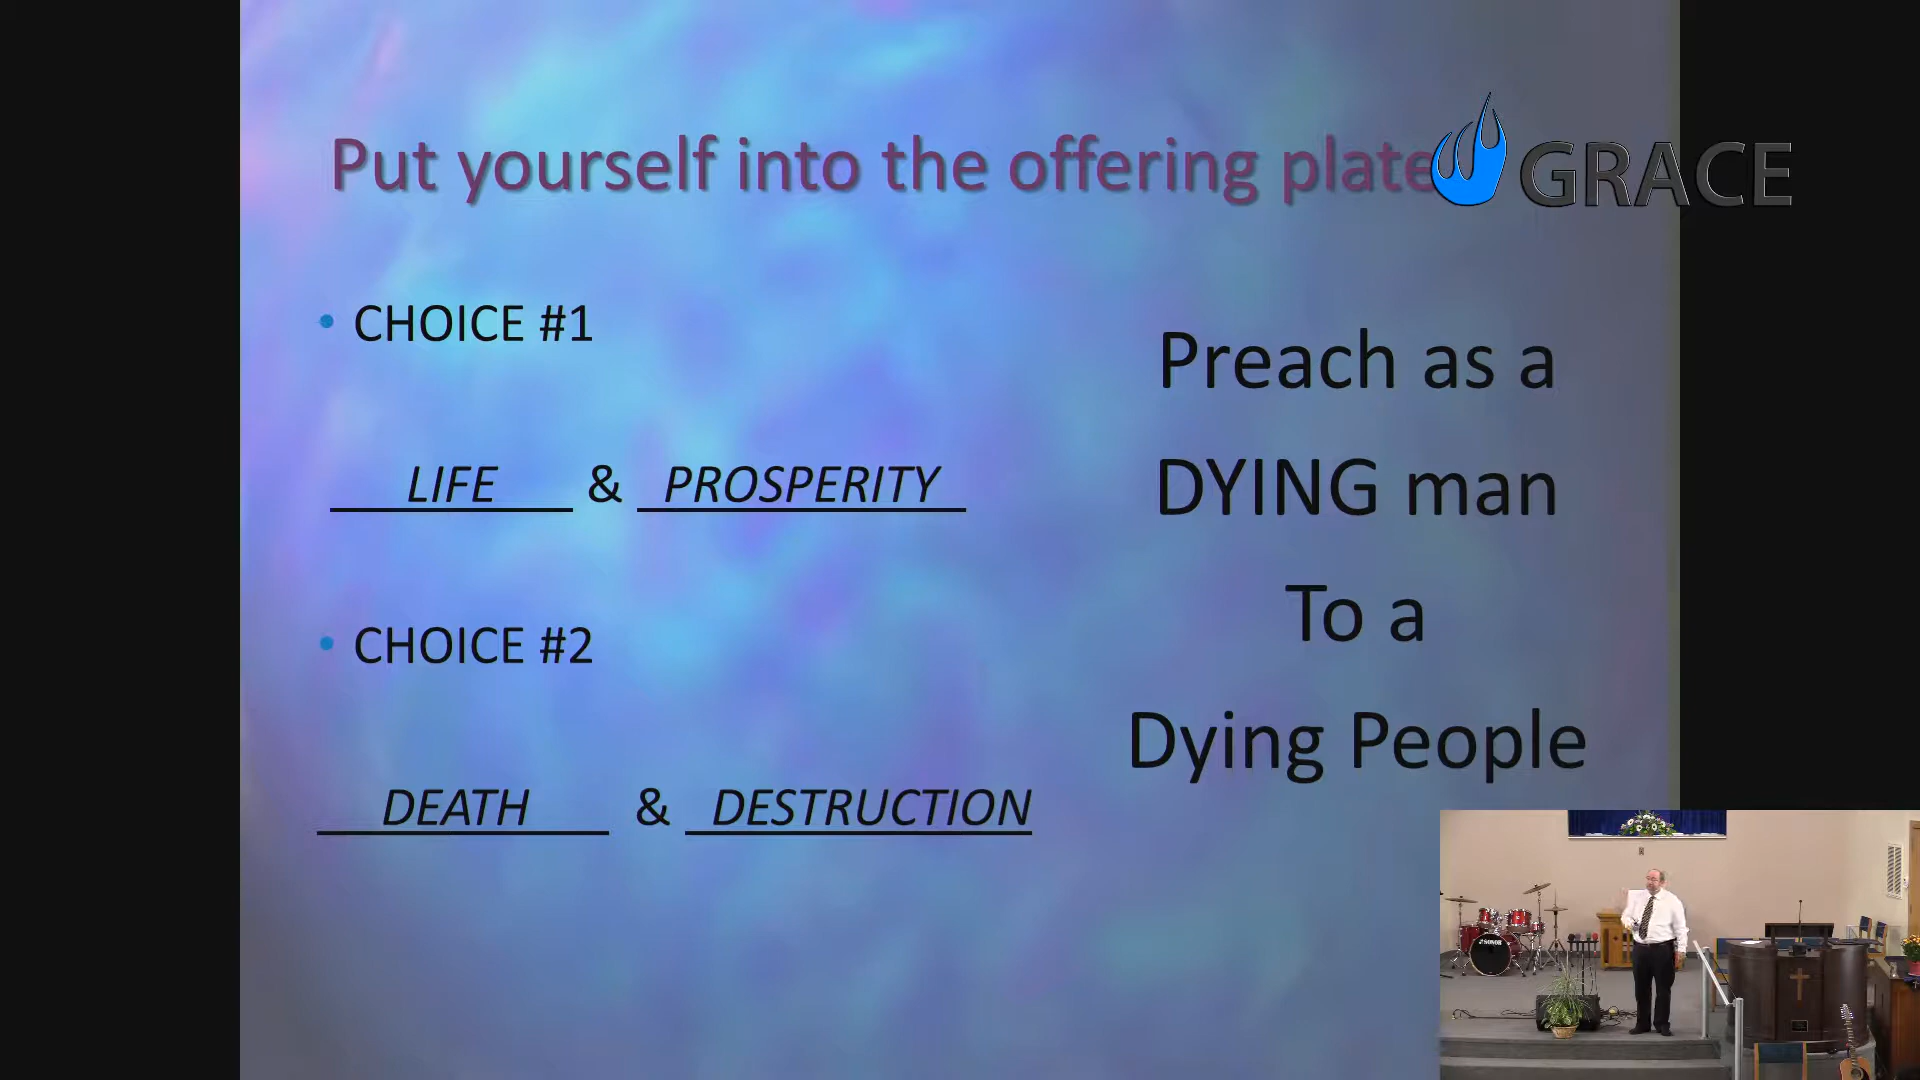 Put yourself into the offering plate
GRACE
• CHOICE #1
LIFE & PROSPERITY
• CHOICE #2
DEATH & DESTRUCTION
Preach as a
DYING man
To a
Dying People
SONOR